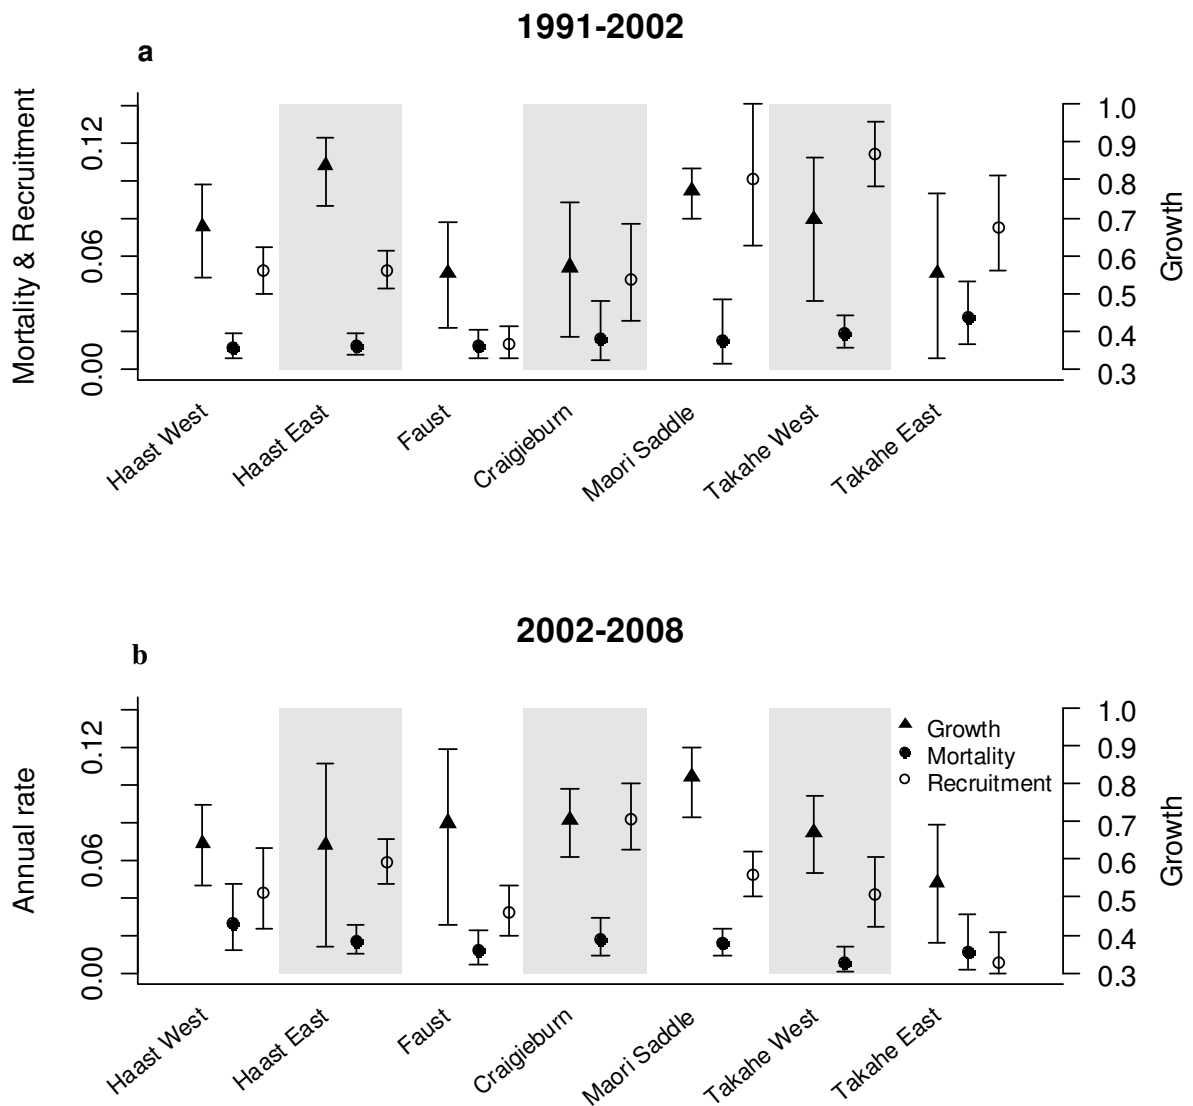 1991-2002
a
Mortality & Recruitment
0.00 0.06 0.12
1.0
0.9
0.8
0.7
0.6
0.5
0.4
0.3
Growth
Haast West
Haast East
Faust
Craigieburn
Maori Saddle
Takahe West
Takahe East
2002-2008
b
Annual rate
0.00 0.06 0.12
Growth
Mortality
Recruitment
1.0
0.9
0.8
0.7
0.6
0.5
0.4
0.3
Growth
Haast West
Haast East
Faust
Craigieburn
Maori Saddle
Takahe West
Takahe East